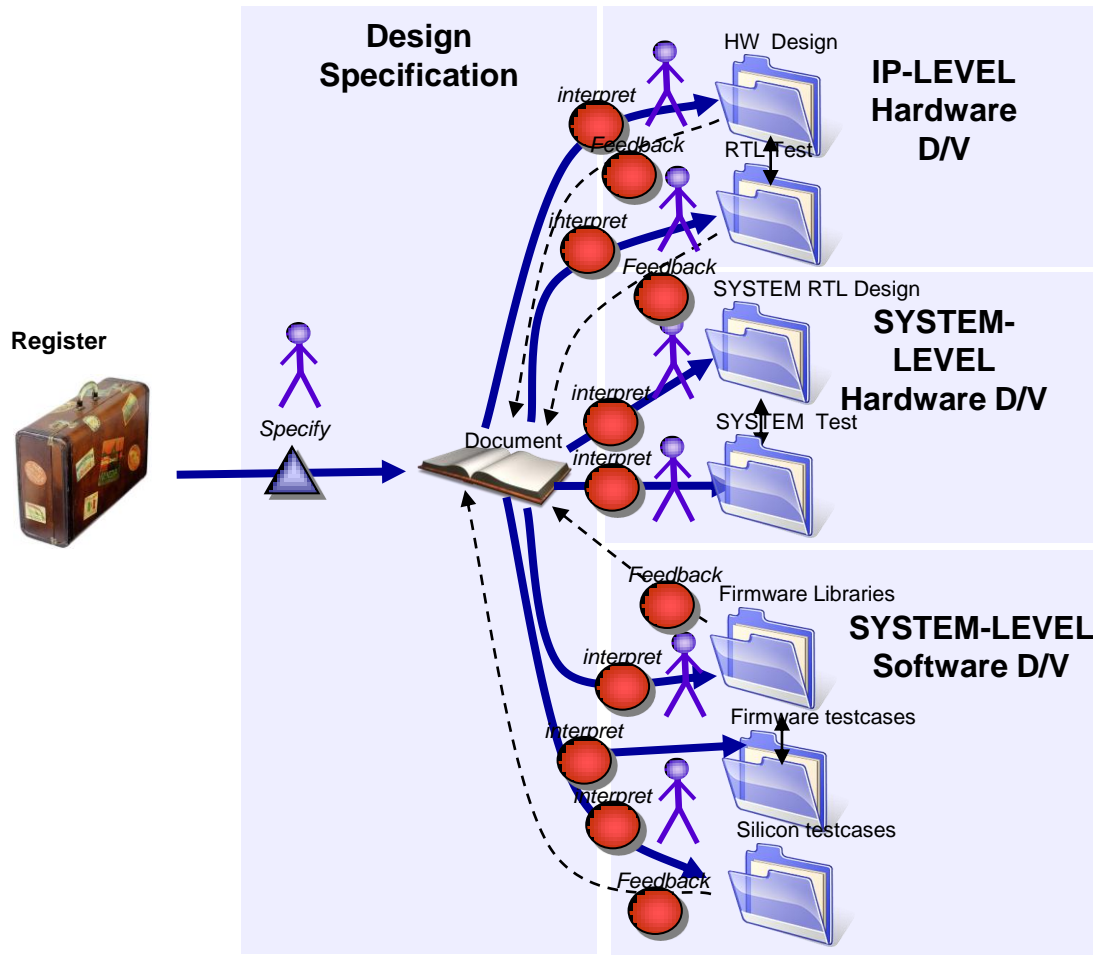 Design
Specification
HW  Design
IP-LEVEL
Hardware
D/V
interpret
Feedback
RTL Test
interpret
Feedback
SYSTEM RTL Design
SYSTEM-
LEVEL
Hardware D/V
Register
Specify
interpret
SYSTEM  Test
Document
interpret
Feedback
Firmware Libraries
SYSTEM-LEVEL
Software D/V
interpret
Firmware testcases
interpret
interpret
Silicon testcases
Feedback